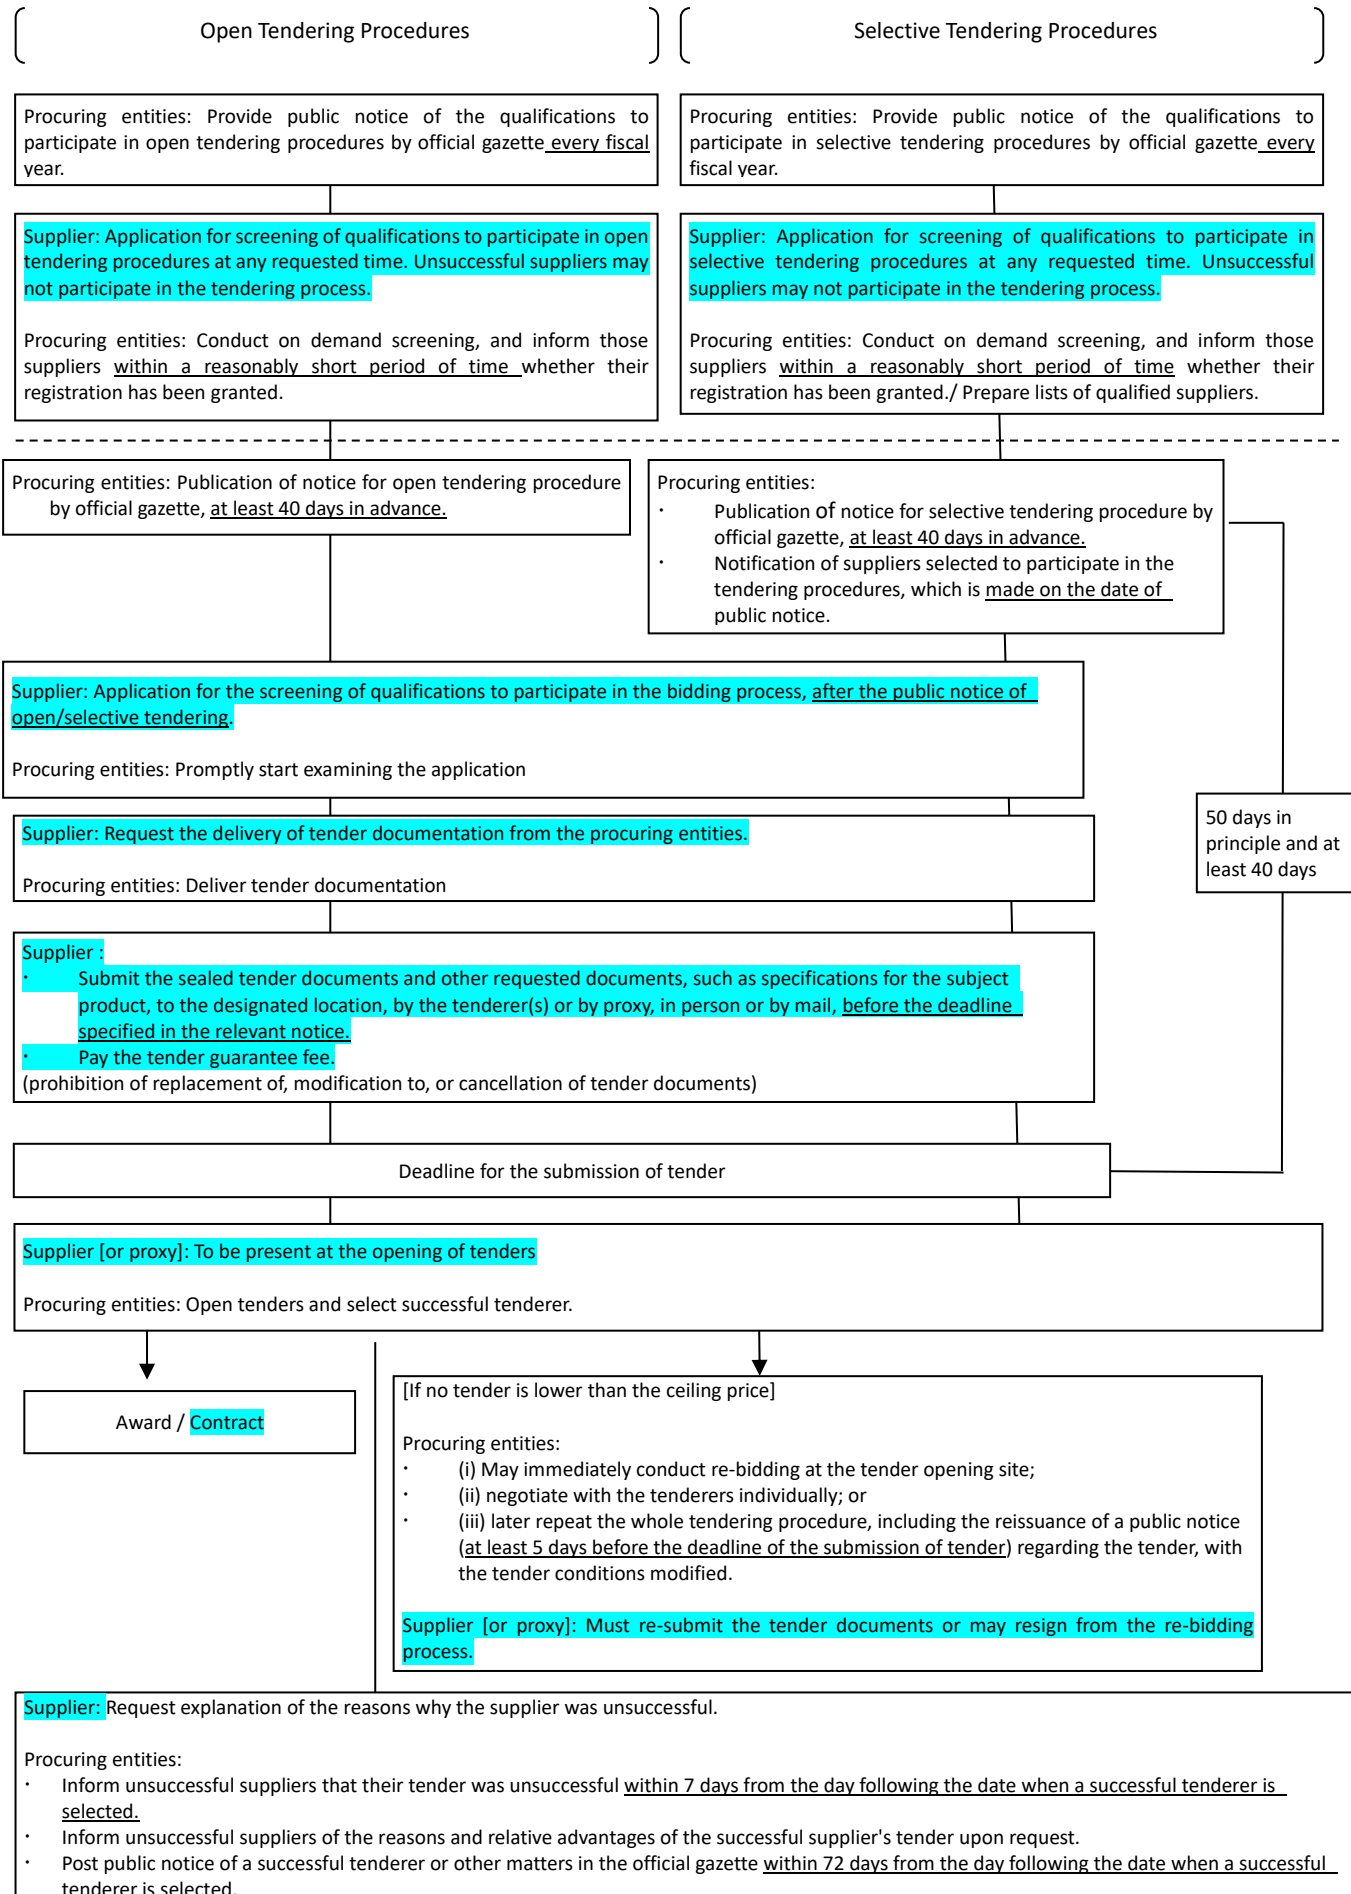 Open Tendering Procedures
Selective Tendering Procedures
Procuring entities: Provide public notice of the qualifications to
participate in open tendering procedures by official gazette every fiscal
year.
Procuring entities: Provide public notice of the qualifications to
participate in selective tendering procedures by official gazette every
fiscal year.
Supplier: Application for screening of qualifications to participate in open
tendering procedures at any requested time. Unsuccessful suppliers may
not participate in the tendering process.
Procuring entities: Conduct on demand screening, and inform those
suppliers within a reasonably short period of time whether their
registration has been granted.
Supplier: Application for screening of qualifications to participate in
selective tendering procedures at any requested time. Unsuccessful
suppliers may not participate in the tendering process.
Procuring entities: Conduct on demand screening, and inform those
suppliers within a reasonably short period of time whether their
registration has been granted./ Prepare lists of qualified suppliers.
Procuring entities: Publication of notice for open tendering procedure
by official gazette, at least 40 days in advance.
Procuring entities:
· Publication of notice for selective tendering procedure by
official gazette, at least 40 days in advance.
· Notification of suppliers selected to participate in the
tendering procedures, which is made on the date of
public notice.
Supplier: Application for the screening of qualifications to participate in the bidding process, after the public notice of
open/selective tendering.
Procuring entities: Promptly start examining the application
50 days in
principle and at
least 40 days
Supplier: Request the delivery of tender documentation from the procuring entities.
Procuring entities: Deliver tender documentation
Supplier :
· Submit the sealed tender documents and other requested documents, such as specifications for the subject
product, to the designated location, by the tenderer(s) or by proxy, in person or by mail, before the deadline
specified in the relevant notice.
· Pay the tender guarantee fee.
(prohibition of replacement of, modification to, or cancellation of tender documents)
Deadline for the submission of tender
Supplier [or proxy]: To be present at the opening of tenders
Procuring entities: Open tenders and select successful tenderer.
Award / Contract
[If no tender is lower than the ceiling price]
Procuring entities:
· (i) May immediately conduct re-bidding at the tender opening site;
· (ii) negotiate with the tenderers individually; or
· (iii) later repeat the whole tendering procedure, including the reissuance of a public notice
(at least 5 days before the deadline of the submission of tender) regarding the tender, with
the tender conditions modified.
Supplier [or proxy]: Must re-submit the tender documents or may resign from the re-bidding
process.
Supplier: Request explanation of the reasons why the supplier was unsuccessful.
Procuring entities:
· Inform unsuccessful suppliers that their tender was unsuccessful within 7 days from the day following the date when a successful tenderer is
selected.
· Inform unsuccessful suppliers of the reasons and relative advantages of the successful supplier's tender upon request.
· Post public notice of a successful tenderer or other matters in the official gazette within 72 days from the day following the date when a successful
tenderer is selected.